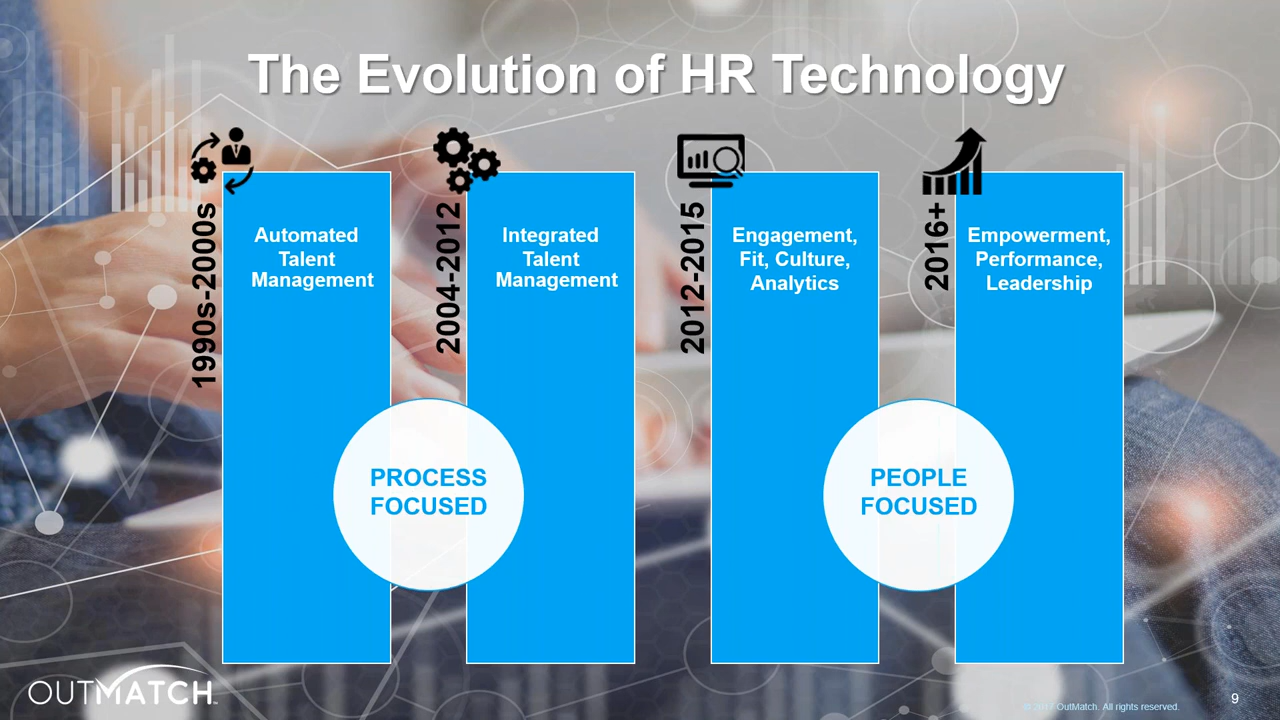 The Evolution of HR Technology
1990s-2000s
Automated
Talent
Management
2004-2012
Integrated
Talent
Management
2012-2015
Engagement,
Fit, Culture,
Analytics
2016+
Empowerment,
Performance,
Leadership
PROCESS
FOCUSED
PEOPLE
FOCUSED
OUTMATCH
© 2017 OutMatch. All rights reserved.
9